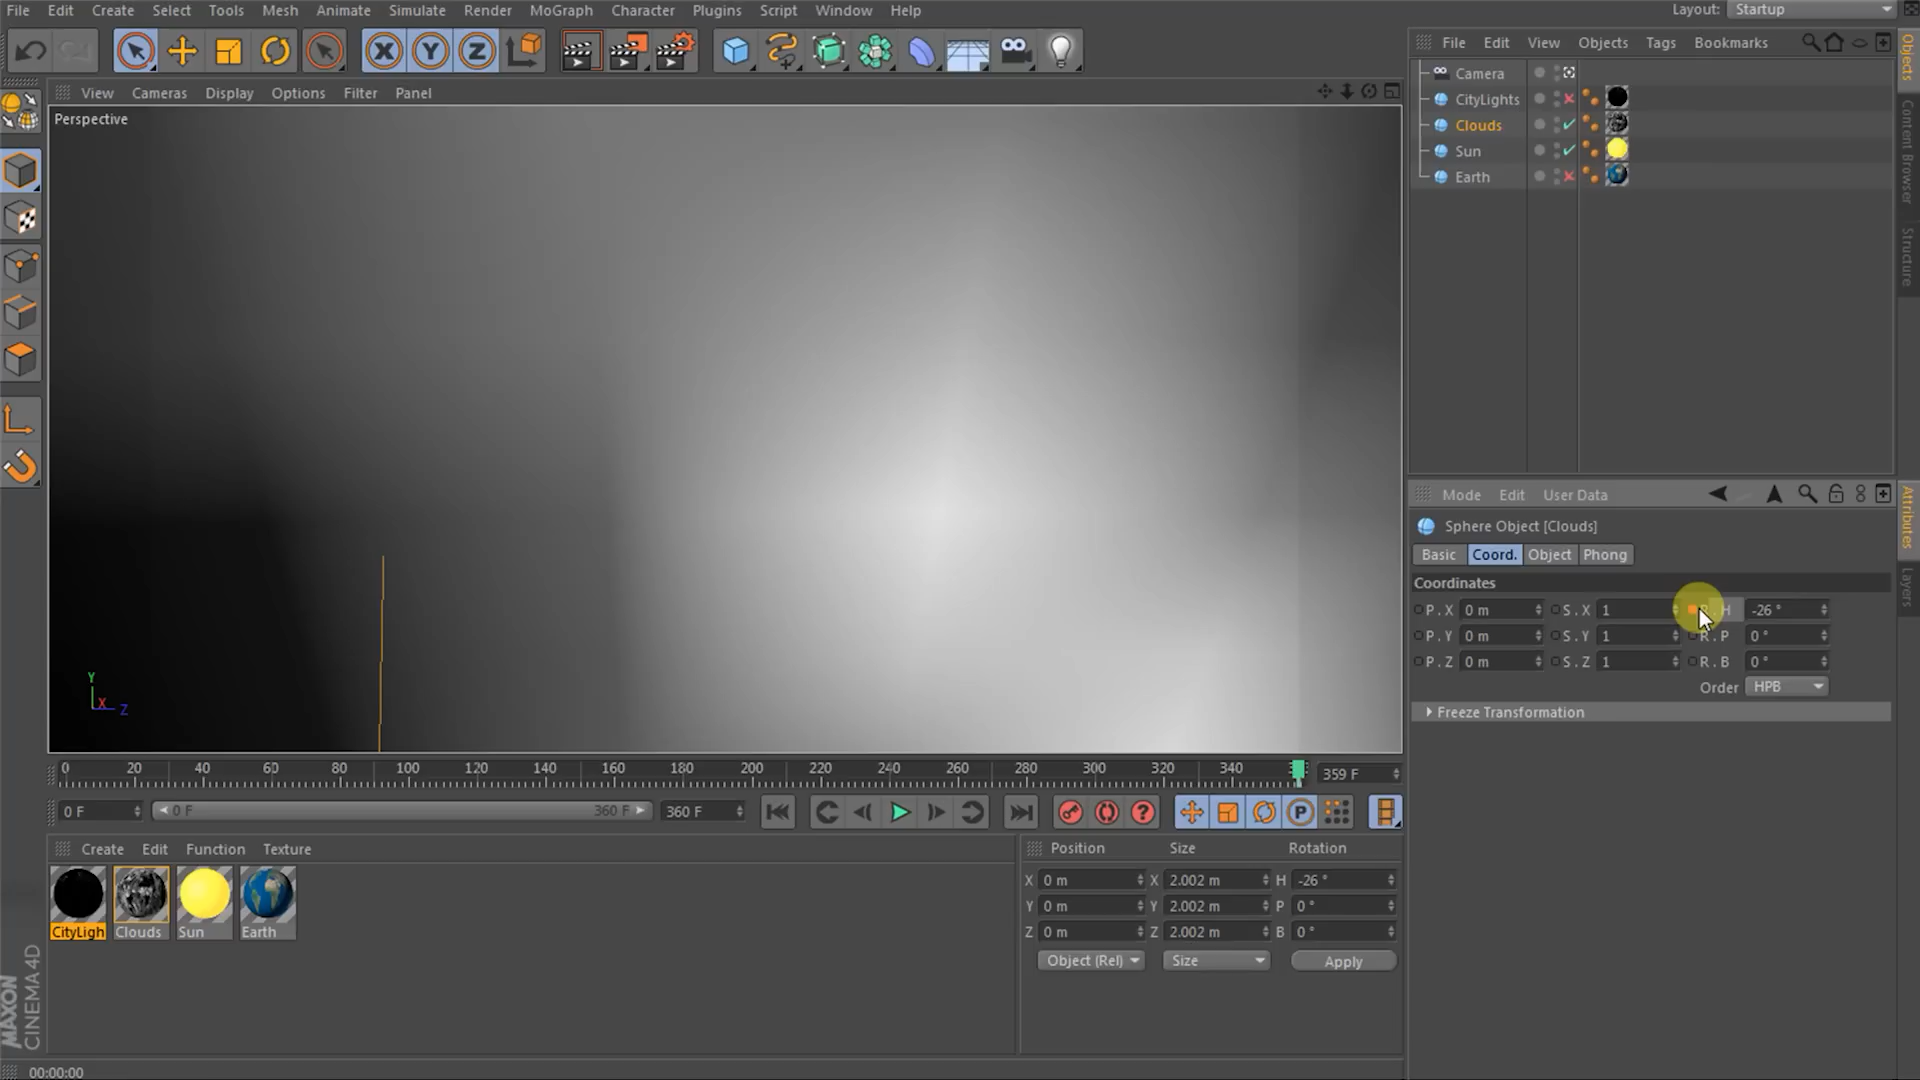 File Edit Create Select Tools Mesh Animate Simulate Render MoGraph Character Plugins Script Window Help Layout: Startup
X Y Z
View Cameras Display Options Filter Panel
Perspective
Y
X Z
File Edit View Objects Tags Bookmarks
Camera
CityLights
Clouds
Sun
Earth
Objects
Content Browser
Structure
Mode Edit User Data
Sphere Object [Clouds]
Basic Coord. Object Phong
Coordinates
P . X 0 m S . X 1 H -26 °
P . Y 0 m S . Y 1 R . P 0 °
P . Z 0 m S . Z 1 R . B 0 °
Order HPB
Freeze Transformation
Attributes
Layers
0 20 40 60 80 100 120 140 160 180 200 220 240 260 280 300 320 340 359 F
0 F 0 F 360 F 360 F
P
Create Edit Function Texture
CityLigh Clouds Sun Earth
Position Size Rotation
X 0 m X 2.002 m H -26 °
Y 0 m Y 2.002 m P 0 °
Z 0 m Z 2.002 m B 0 °
Object (Rel) Size Apply
MAXON
CINEMA 4D
00:00:00